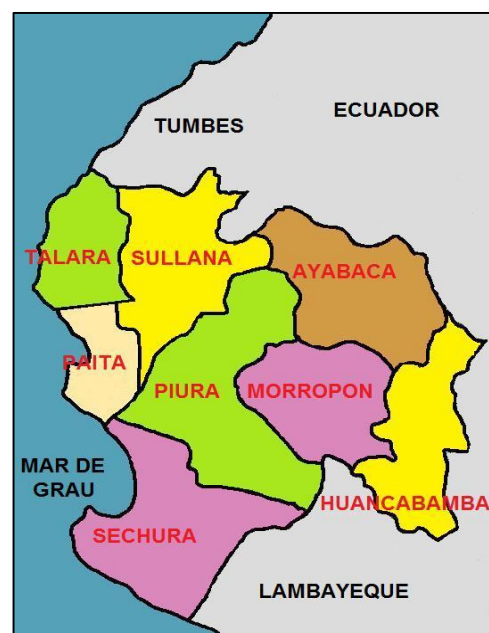 ECUADOR
TUMBES
TALARA
SULLANA
AYABACA
PAITA
PIURA
MORROPON
MAR DE
GRAU
HUANCABAMBA
SECHURA
LAMBAYEQUE